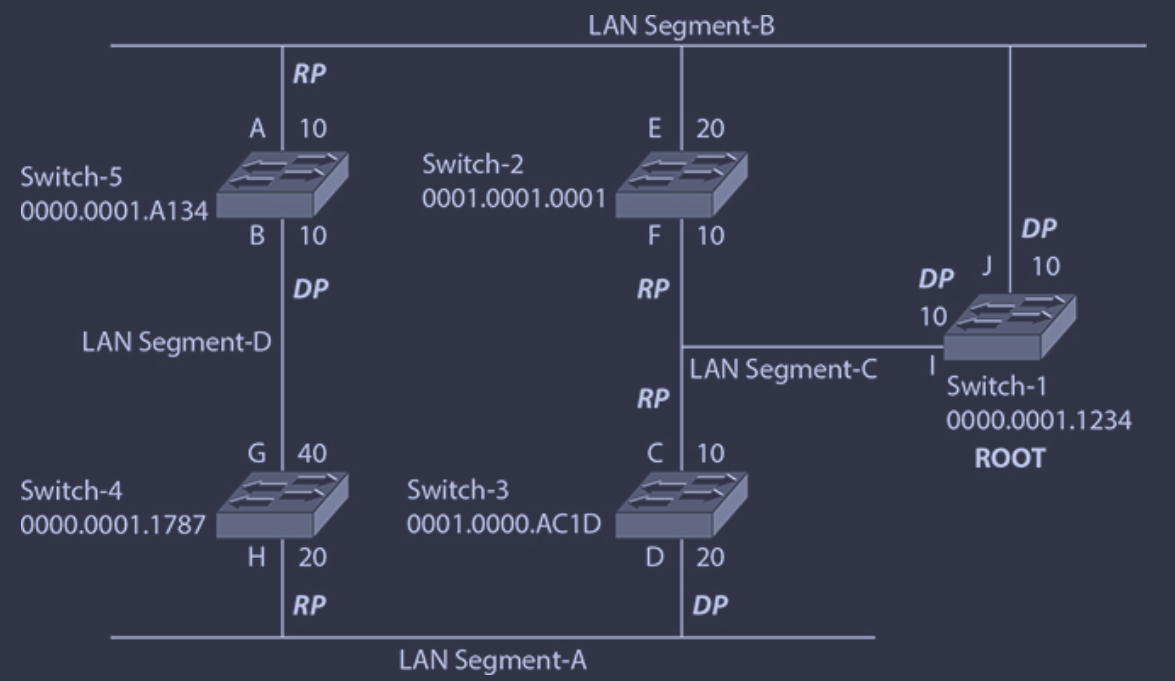 LAN Segment-B
RP
A 10
E 20
Switch-5
0000.0001.A134
Switch-2
0001.0001.0001
B 10
F 10
DP
J 10
DP
10
DP
RP
LAN Segment-D
LAN Segment-C
I
Switch-1
0000.0001.1234
ROOT
RP
G 40
C 10
Switch-4
0000.0001.1787
Switch-3
0001.0000.AC1D
H 20
D 20
RP
DP
LAN Segment-A